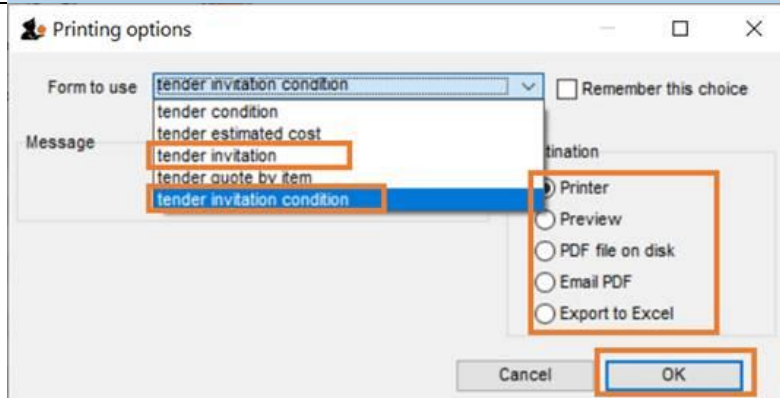 Printing options
Form to use
tender invitation condition
Remember this choice
tender condition
tender estimated cost
tender invitation
tender quote by item
tender invitation condition
Message
tination
Printer
Preview
PDF file on disk
Email PDF
Export to Excel
Cancel
OK